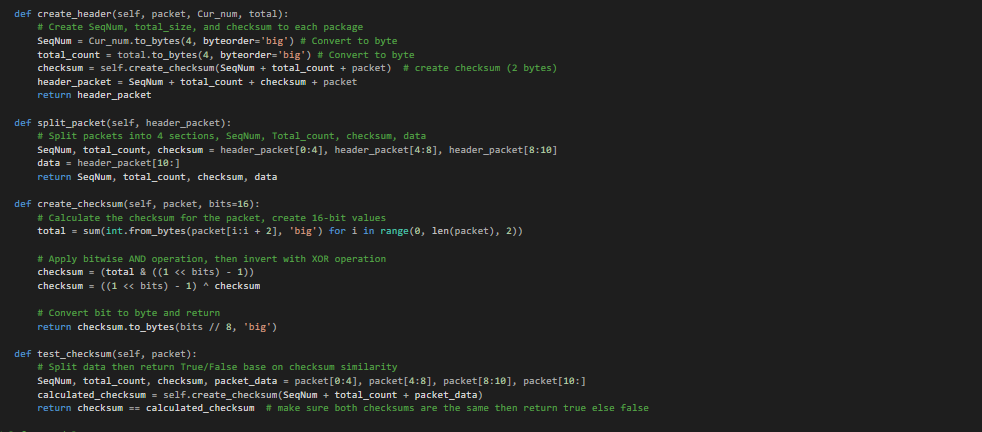 def create_header(self, packet, Cur_num, total):
    # Create SeqNum, total_size, and checksum to each package
    SeqNum = Cur_num.to_bytes(4, byteorder='big') # Convert to byte
    total_count = total.to_bytes(4, byteorder='big') # Convert to byte
    checksum = self.create_checksum(SeqNum + total_count + packet)  # create checksum (2 bytes)
    header_packet = SeqNum + total_count + checksum + packet
    return header_packet

def split_packet(self, header_packet):
    # Split packets into 4 sections, SeqNum, Total_count, checksum, data
    SeqNum, total_count, checksum = header_packet[0:4], header_packet[4:8], header_packet[8:10]
    data = header_packet[10:]
    return SeqNum, total_count, checksum, data

def create_checksum(self, packet, bits=16):
    # Calculate the checksum for the packet, create 16-bit values
    total = sum(int.from_bytes(packet[i:i + 2], 'big') for i in range(0, len(packet), 2))

    # Apply bitwise AND operation, then invert with XOR operation
    checksum = (total & ((1 << bits) - 1))
    checksum = ((1 << bits) - 1) ^ checksum

    # Convert bit to byte and return
    return checksum.to_bytes(bits // 8, 'big')

def test_checksum(self, packet):
    # Split data then return True/False base on checksum similarity
    SeqNum, total_count, checksum, packet_data = packet[0:4], packet[4:8], packet[8:10], packet[10:]
    calculated_checksum = self.create_checksum(SeqNum + total_count + packet_data)
    return checksum == calculated_checksum  # make sure both checksums are the same then return true else false